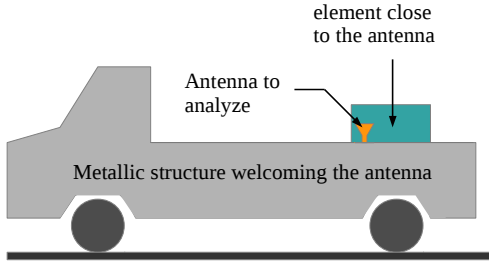 element close
to the antenna
Antenna to
analyze
Metallic structure welcoming the antenna